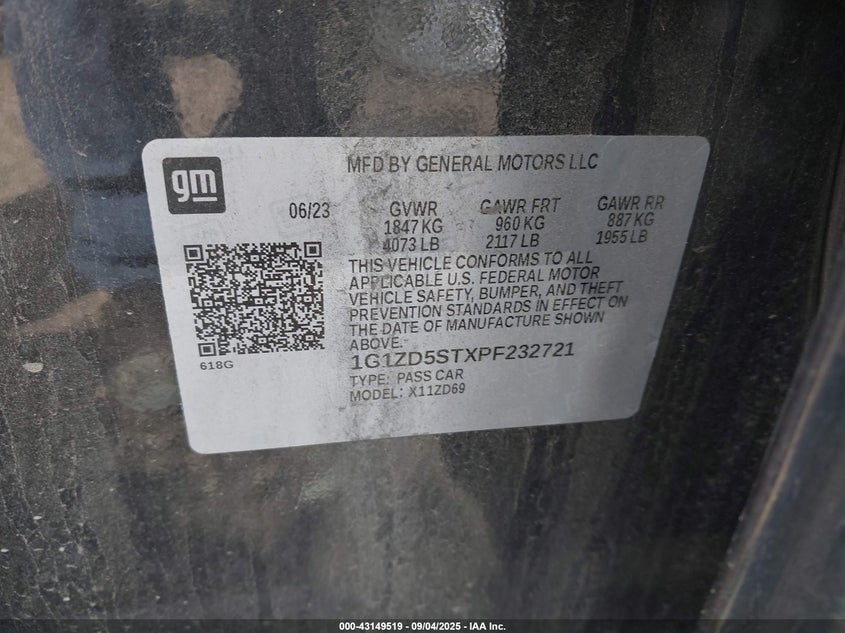 gm
MFD BY GENERAL MOTORS LLC
06/23
GVWR
1847 KG
4073 LB
GAWR FRT
960 KG
2117 LB
GAWR RR
887 KG
1955 LB
THIS VEHICLE CONFORMS TO ALL
APPLICABLE U.S. FEDERAL MOTOR
VEHICLE SAFETY, BUMPER, AND THEFT
PREVENTION STANDARDS IN EFFECT ON
THE DATE OF MANUFACTURE SHOWN
ABOVE.
618G
1G1ZD5STXPF232721
TYPE: PASS CAR
MODEL: X11ZD69
000-43149519 - 09/04/2025 - IAA Inc.